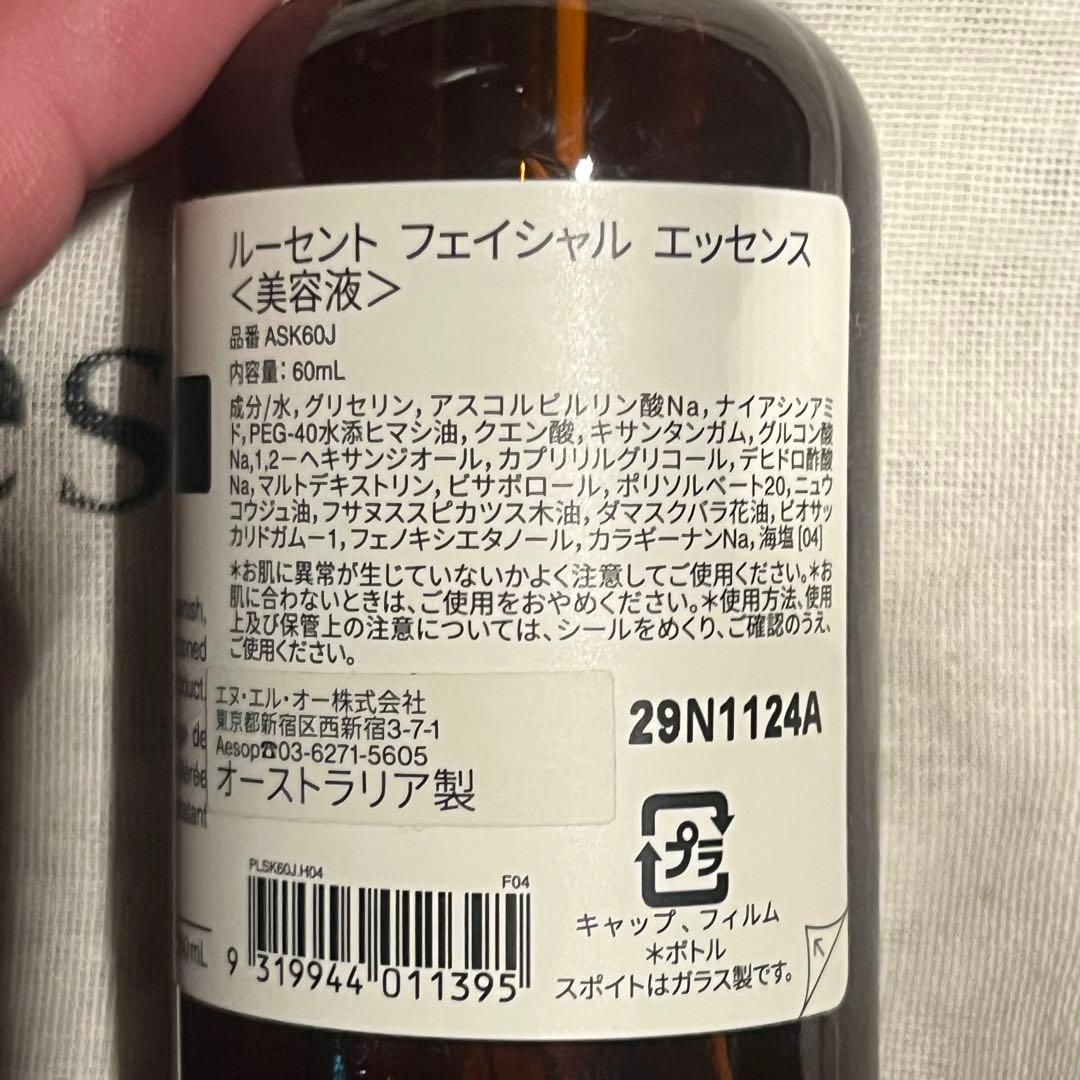 ルーセント フェイシャル エッセンス
＜美容液＞
品番 ASK60J
内容量：60mL
成分/水,グリセリン,アスコルビルリン酸Na,ナイアシンアミ
ド,PEG-40水添ヒマシ油,クエン酸,キサンタンガム,グルコン酸
Na,1,2－ヘキサンジオール,カプリリルグリコール,デヒドロ酢酸
Na,マルトデキストリン,ビサボロール,ポリソルベート20,ニュウ
コウジュ油,フサヌススピカツス木油,ダマスクバラ花油,ビオサッ
カリドガム－1,フェノキシエタノール,カラギーナンNa,海塩 [04]
＊お肌に異常が生じていないかよく注意してご使用ください。＊お
肌に合わないときは、ご使用をおやめください。＊使用方法、使用
上及び保管上の注意については、シールをめくり、ご確認のうえ、
ご使用ください。
エヌ・エル・オー株式会社
東京都新宿区西新宿3-7-1
Aesop☎03-6271-5605
オーストラリア製
29N1124A
PLSK60J.H04
F04
9 319944 011395
プラ
キャップ、フィルム
＊ボトル
スポイトはガラス製です。
es
de
mL